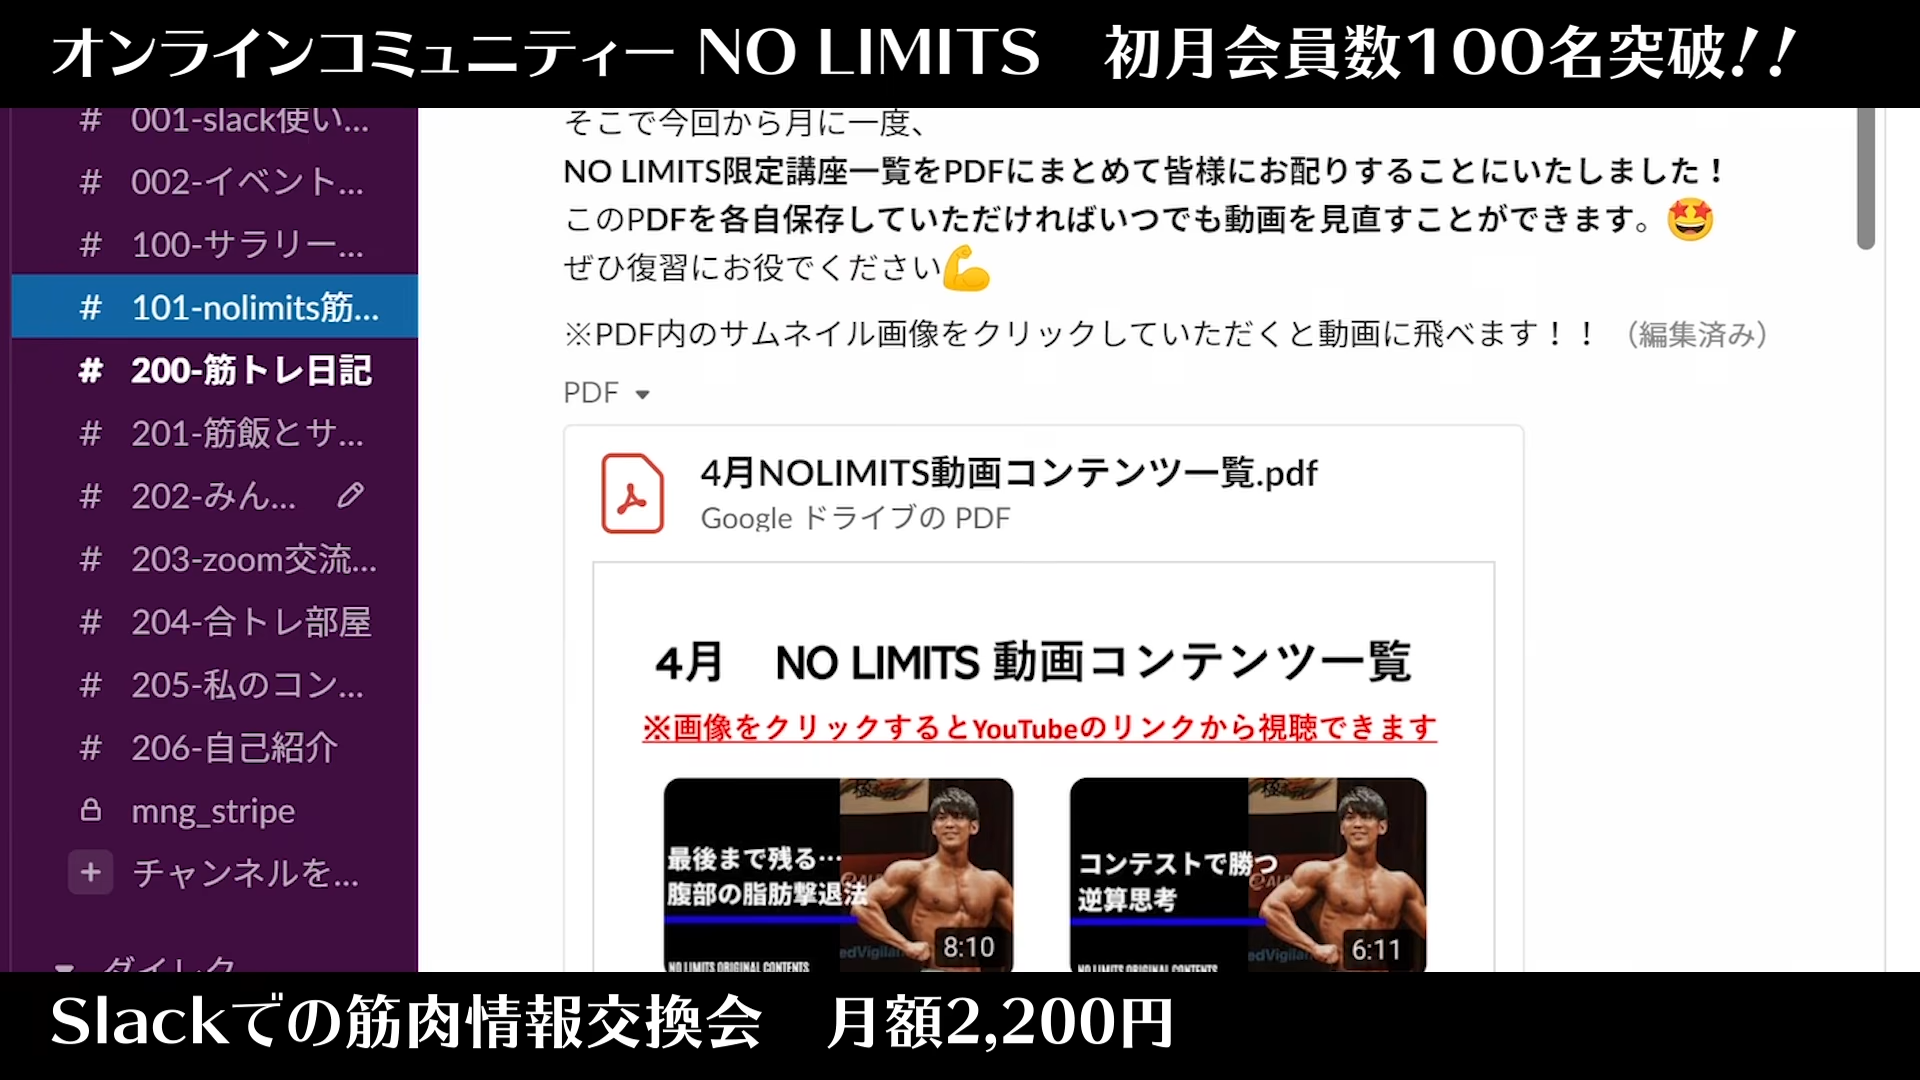 オンラインコミュニティー NO LIMITS　初月会員数100名突破！！
# 001-slack使い…
# 002-イベント…
# 100-サラリー…
# 101-nolimits筋…
# 200-筋トレ日記
# 201-筋飯とサ…
# 202-みん…
# 203-zoom交流…
# 204-合トレ部屋
# 205-私のコン…
# 206-自己紹介
mng_stripe
+ チャンネルを…
ダイレク
そこで今回から月に一度、
NO LIMITS限定講座一覧をPDFにまとめて皆様にお配りすることにいたしました！
このPDFを各自保存していただければいつでも動画を見直すことができます。🤩
ぜひ復習にお役でください💪
※PDF内のサムネイル画像をクリックしていただくと動画に飛べます！！ （編集済み）
PDF
4月NOLIMITS動画コンテンツ一覧.pdf
Google ドライブの PDF
4月　NO LIMITS 動画コンテンツ一覧
※画像をクリックするとYouTubeのリンクから視聴できます
最後まで残る…
腹部の脂肪撃退法
8:10
NO LIMITS ORIGINAL CONTENTS
コンテストで勝つ
逆算思考
6:11
NO LIMITS ORIGINAL CONTENTS
Slackでの筋肉情報交換会　月額2,200円